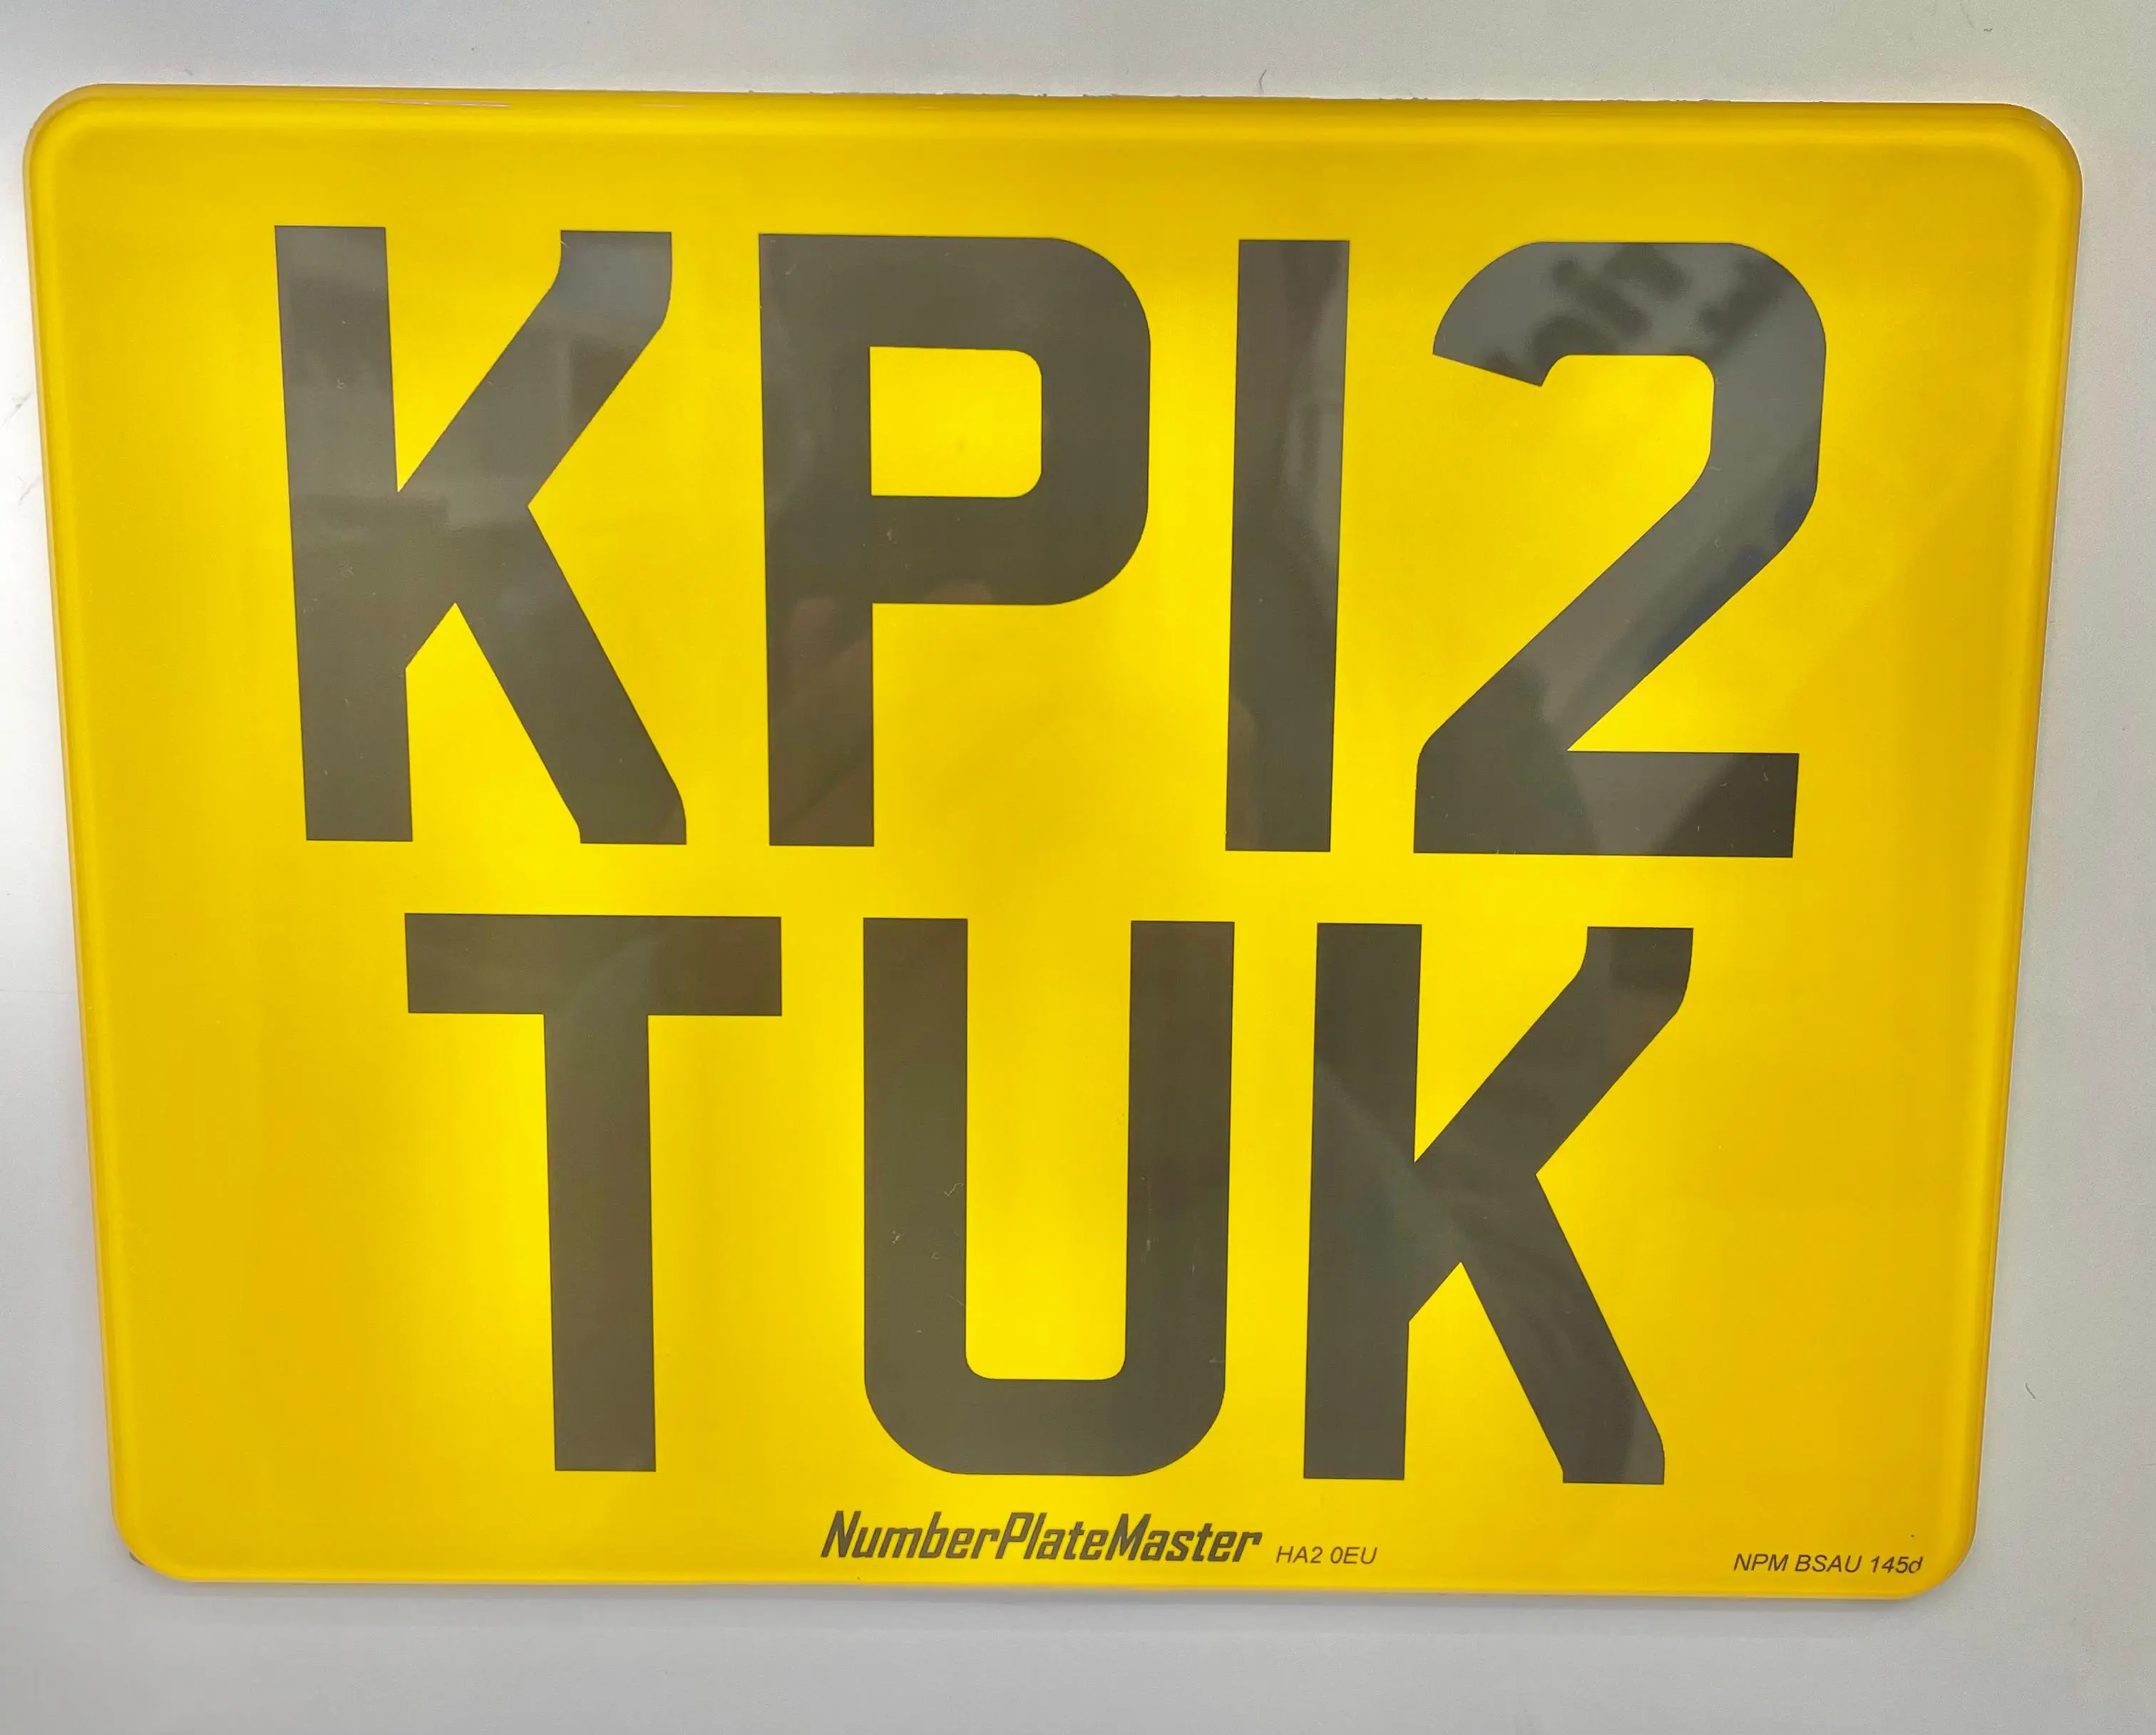 KP12
TUK
NumberPlateMaster HA2 0EU NPM BSAU 145d